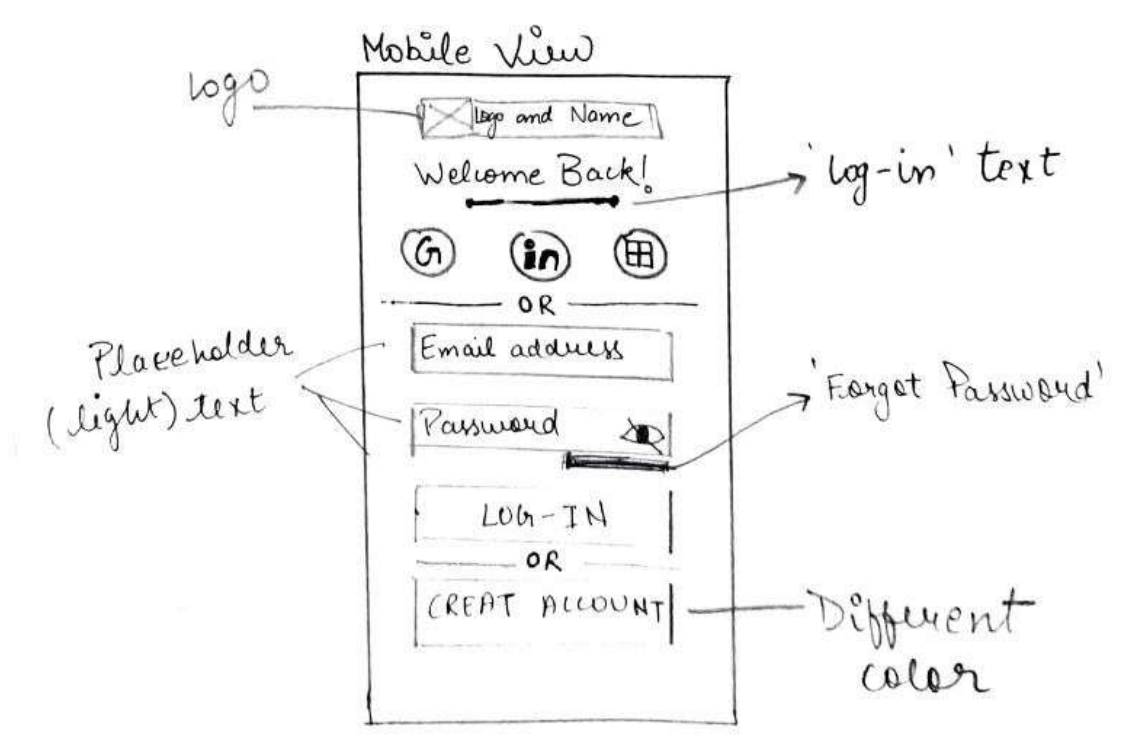 Mobile View
Logo
Logo and Name
Welcome Back!
'log-in' text
G in
OR
Placeholder
(light) text
Email address
'Forgot Password'
Password
LOG-IN
OR
CREAT ACCOUNT
Different
color